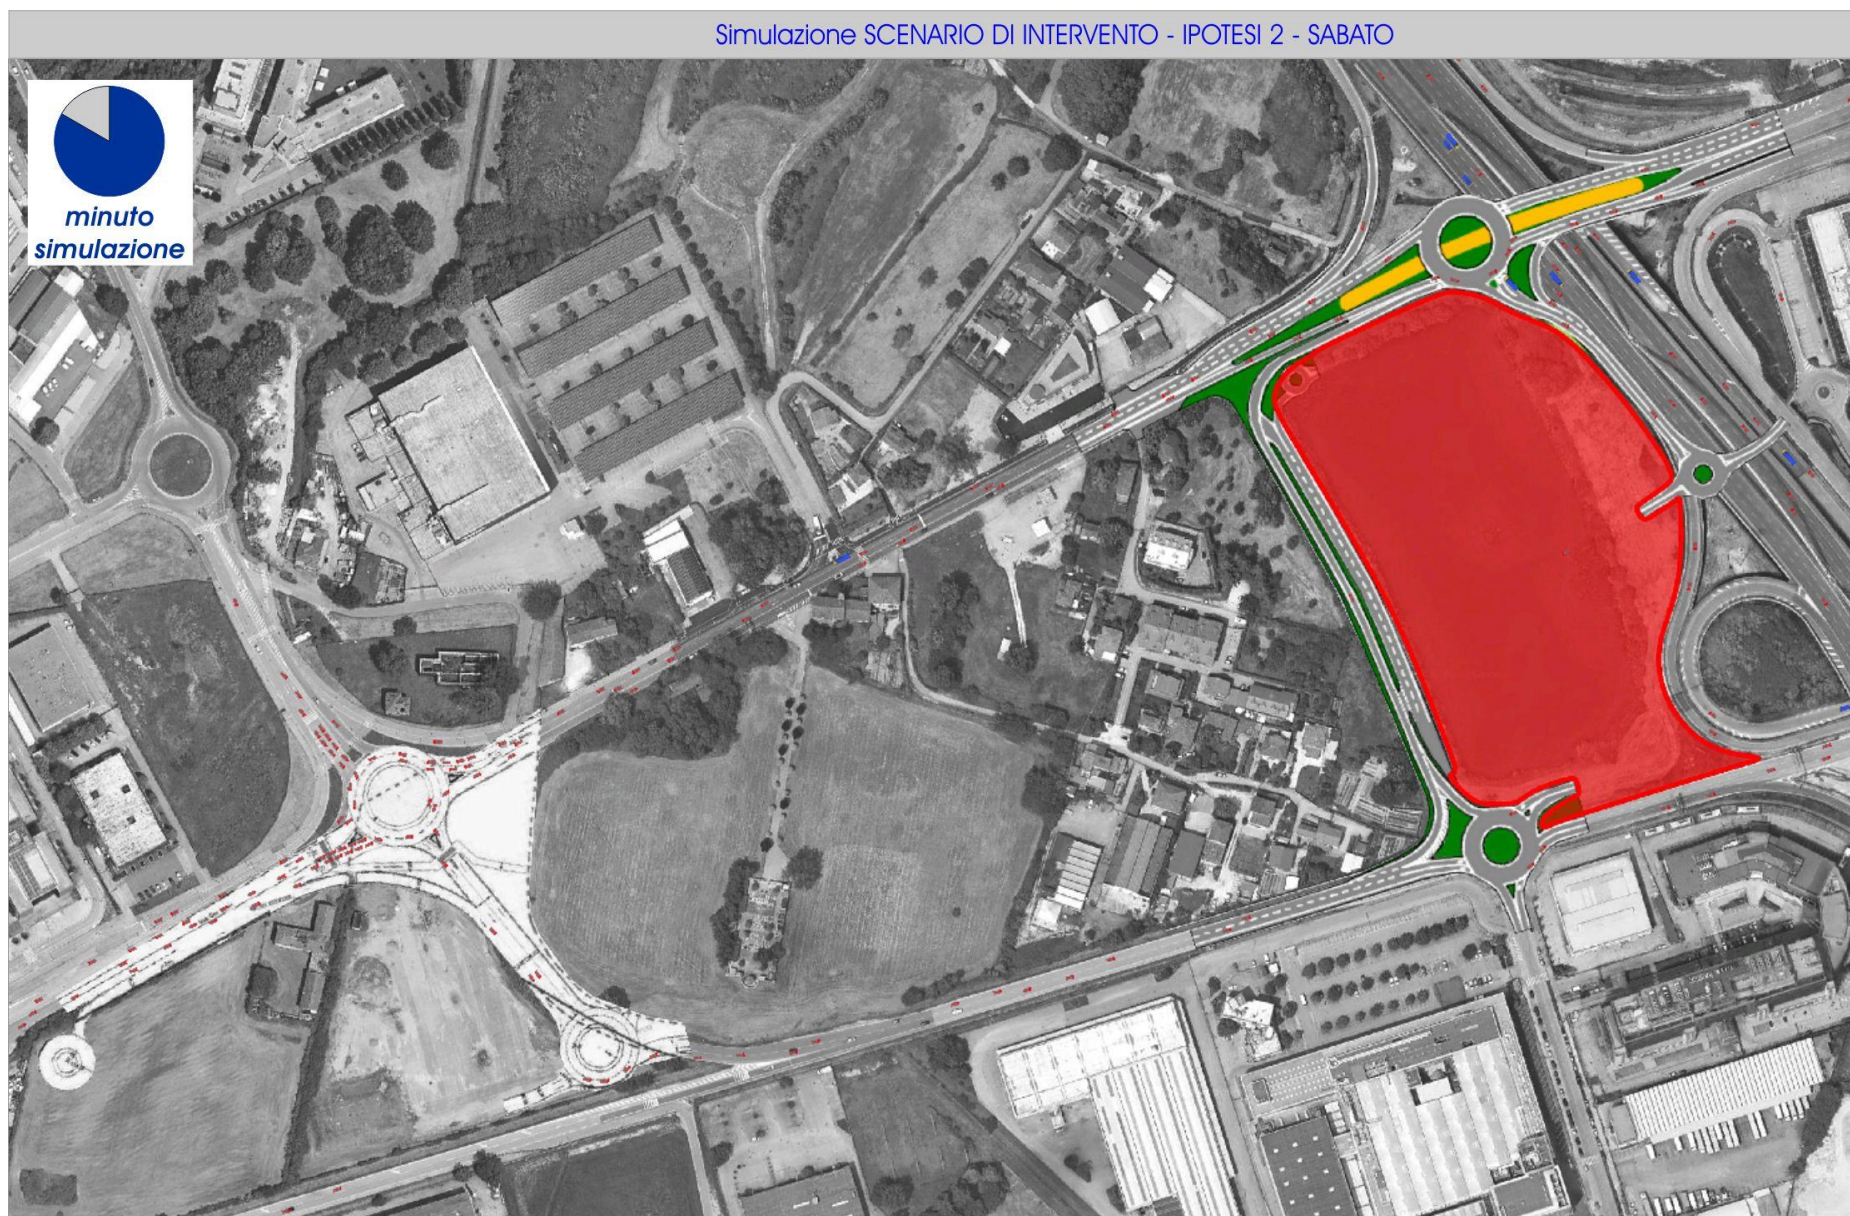 Simulazione SCENARIO DI INTERVENTO - IPOTESI 2 - SABATO
minuto
simulazione